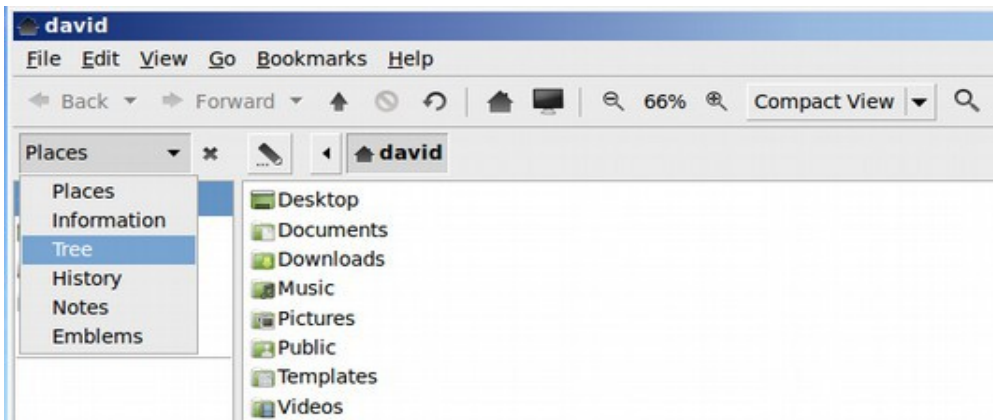 david
File Edit View Go Bookmarks Help
Back Forward 66% Compact View
Places david
Places
Information
Tree
History
Notes
Emblems
Desktop
Documents
Downloads
Music
Pictures
Public
Templates
Videos